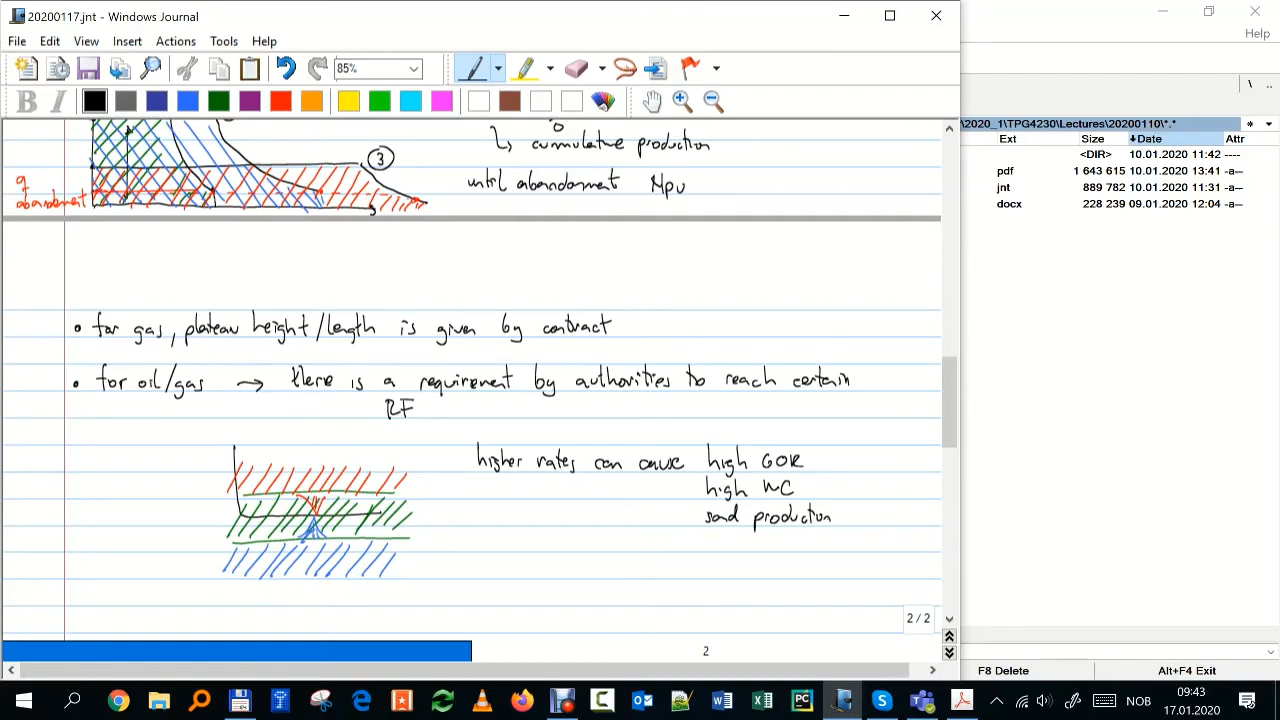 20200117.jnt - Windows Journal
File Edit View Insert Actions Tools Help
Help
85%
B I
\2020_1\TPG4230\Lectures\20200110\*.*
Ext Size Date Attr
<DIR> 10.01.2020 11:42 ----
pdf 1 643 615 10.01.2020 13:41 -a--
jnt 889 782 10.01.2020 11:31 -a--
docx 228 239 09.01.2020 12:04 -a--
3
cumulative production
q
abandonment
until abandonment Npu
• for gas, plateau height/length is given by contract
• for oil/gas → there is a requirement by authorities to reach certain
RF
higher rates can cause high GOR
high WC
sand production
2 / 2
2
F8 Delete Alt+F4 Exit
NOB
09:43
17.01.2020